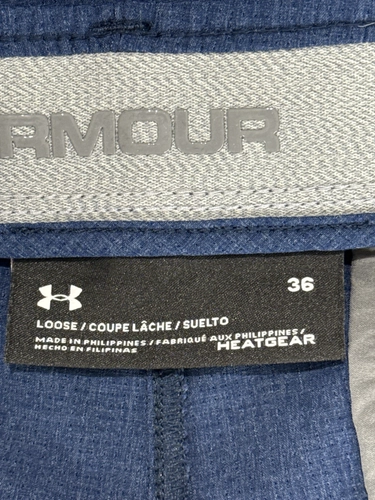 RMOUR
36
LOOSE / COUPE LÂCHE / SUELTO
MADE IN PHILIPPINES / FABRIQUÉ AUX PHILIPPINES /
HECHO EN FILIPINAS
HEATGEAR